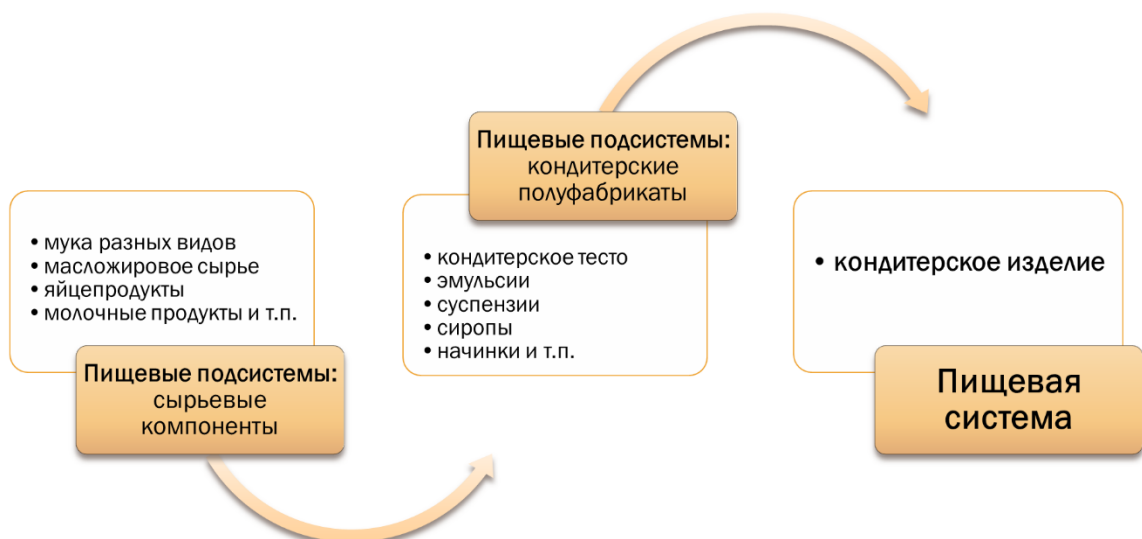 • мука разных видов
• масложировое сырье
• яйцепродукты
• молочные продукты и т.п.
Пищевые подсистемы:
сырьевые
компоненты
Пищевые подсистемы:
кондитерские
полуфабрикаты
• кондитерское тесто
• эмульсии
• суспензии
• сиропы
• начинки и т.п.
• кондитерское изделие
Пищевая
система